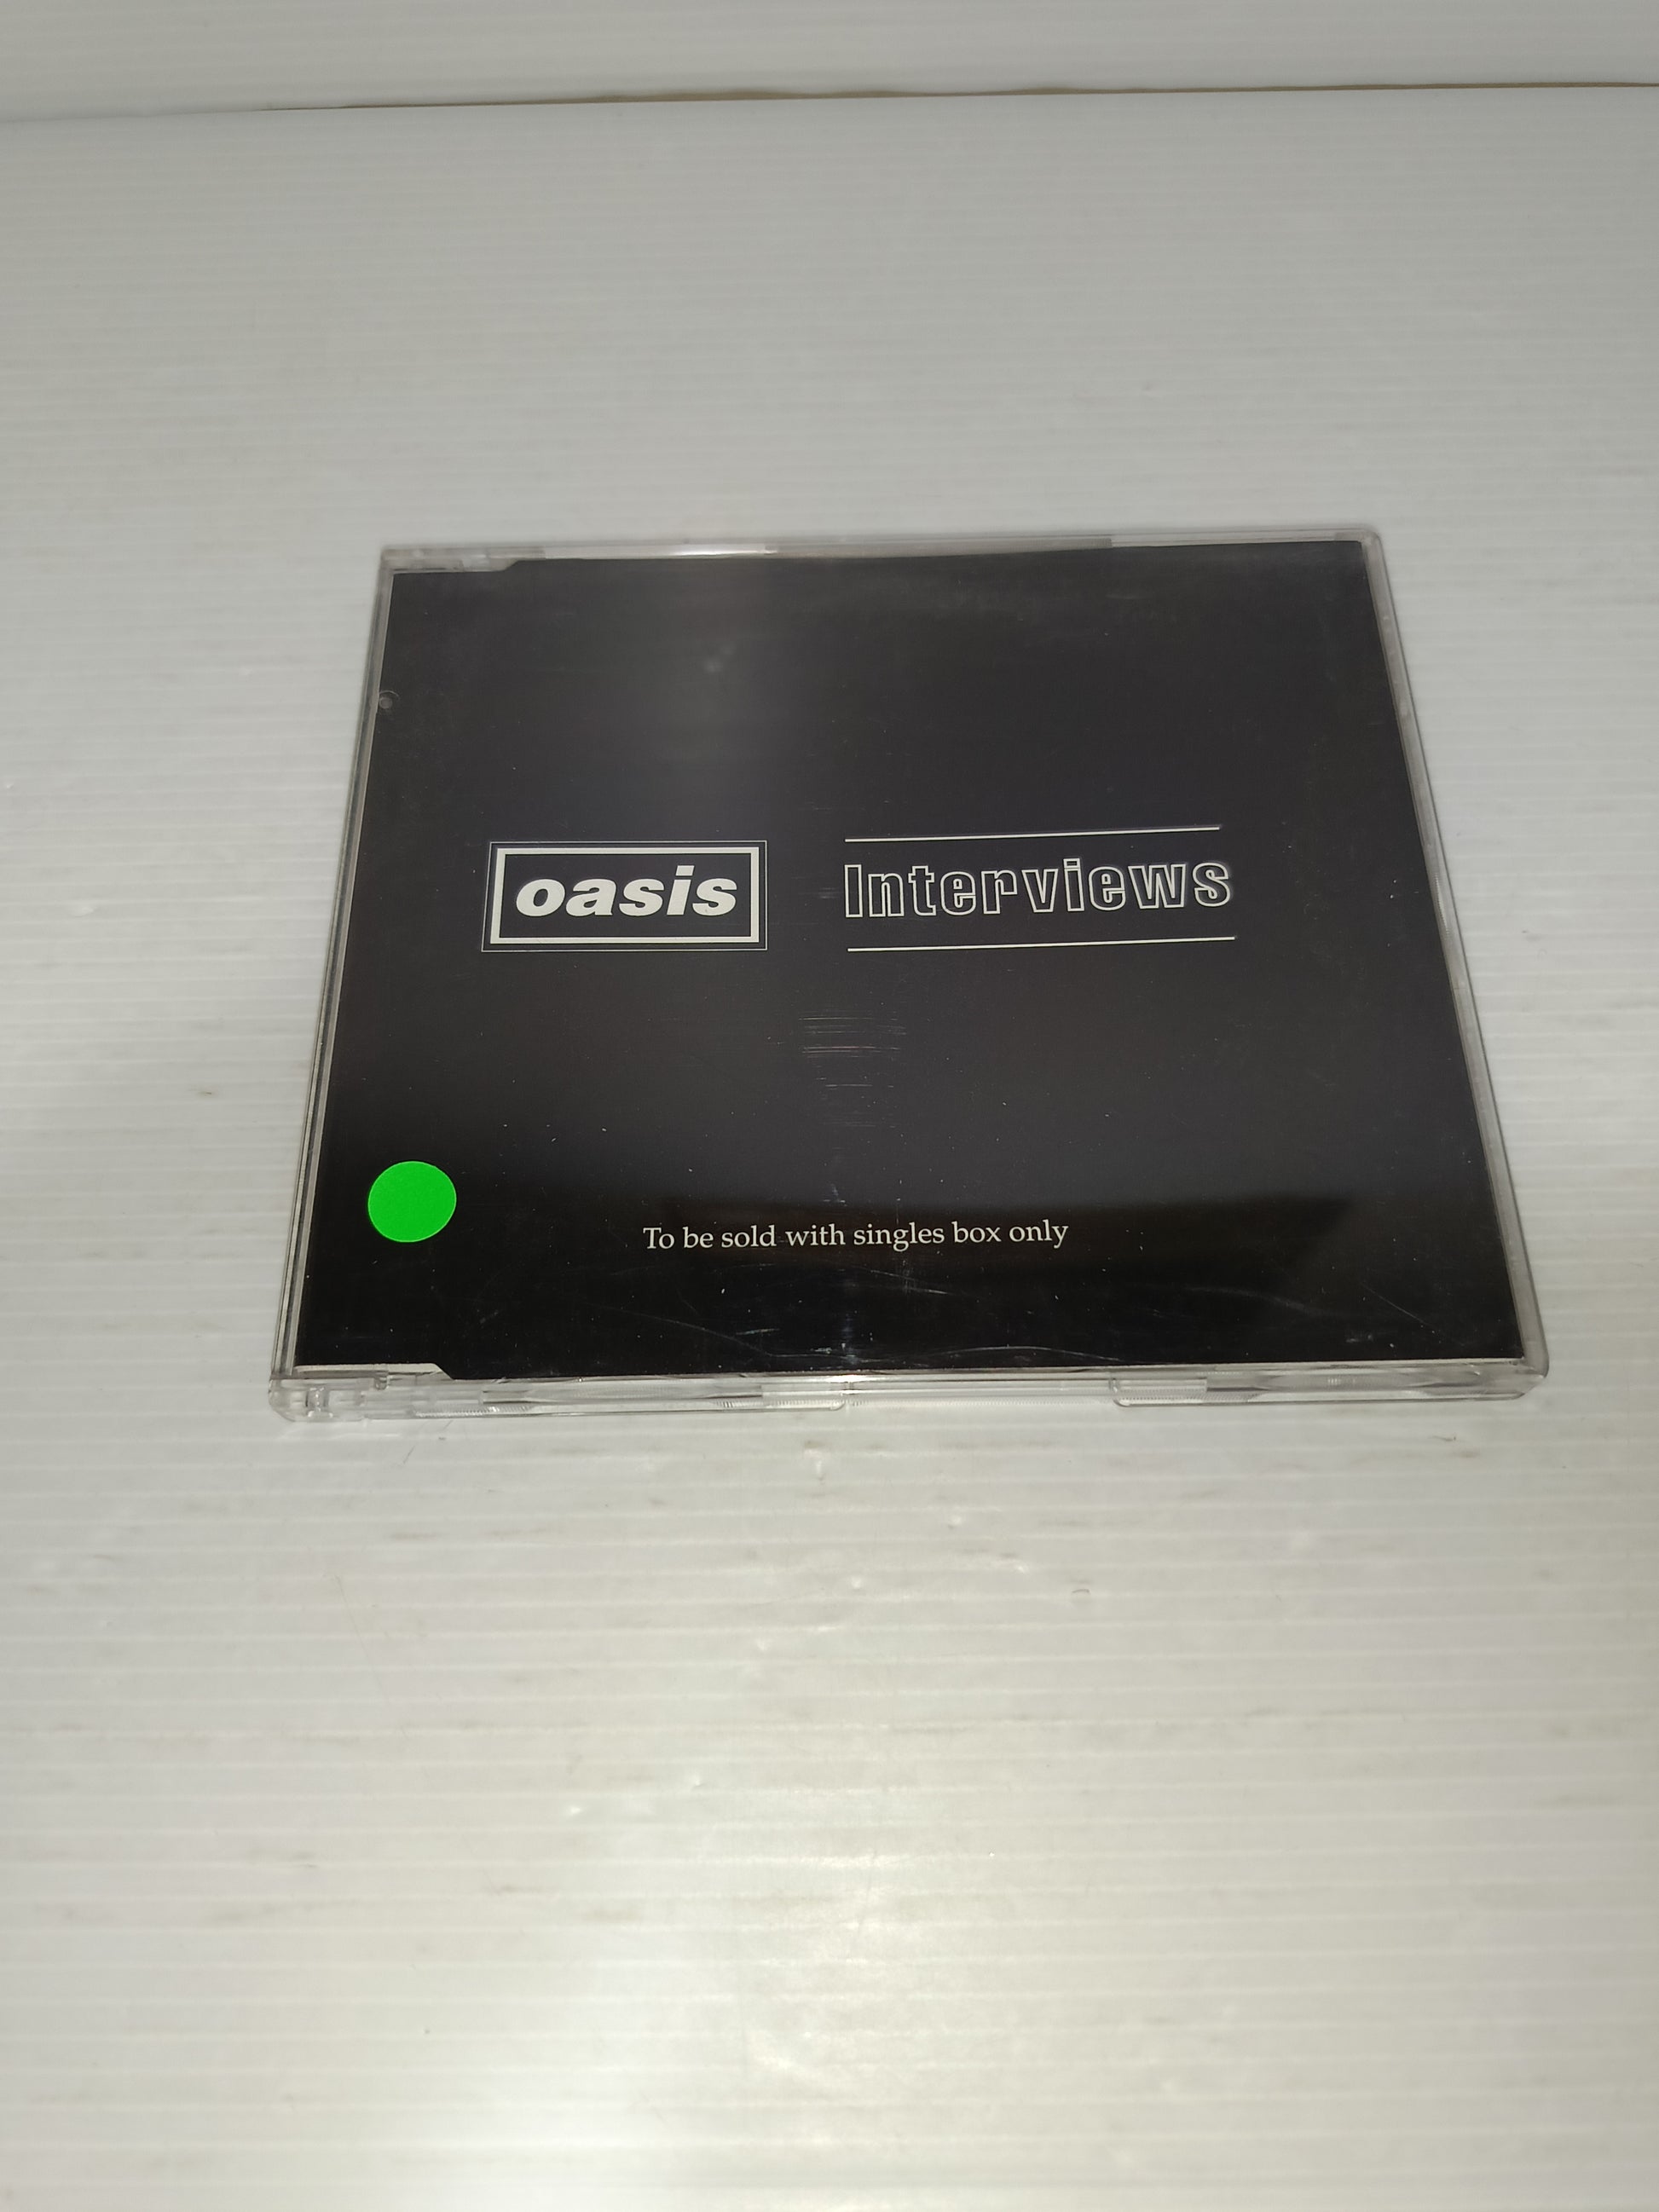 oasis Interviews
To be sold with singles box only